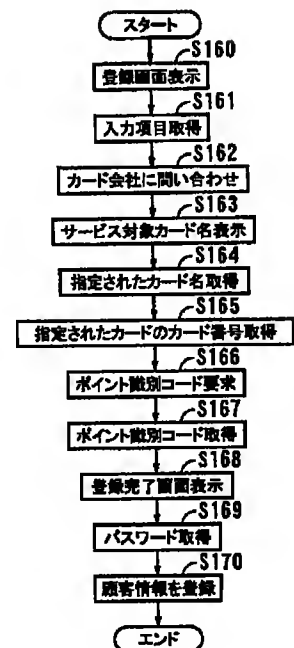 スタート
S160
登録画面表示
S161
入力項目取得
S162
カード会社に問い合わせ
S163
サービス対象カード名表示
S164
指定されたカード名取得
S165
指定されたカードのカード番号取得
S166
ポイント識別コード要求
S167
ポイント識別コード取得
S168
登録完了画面表示
S169
パスワード取得
S170
顧客情報を登録
エンド